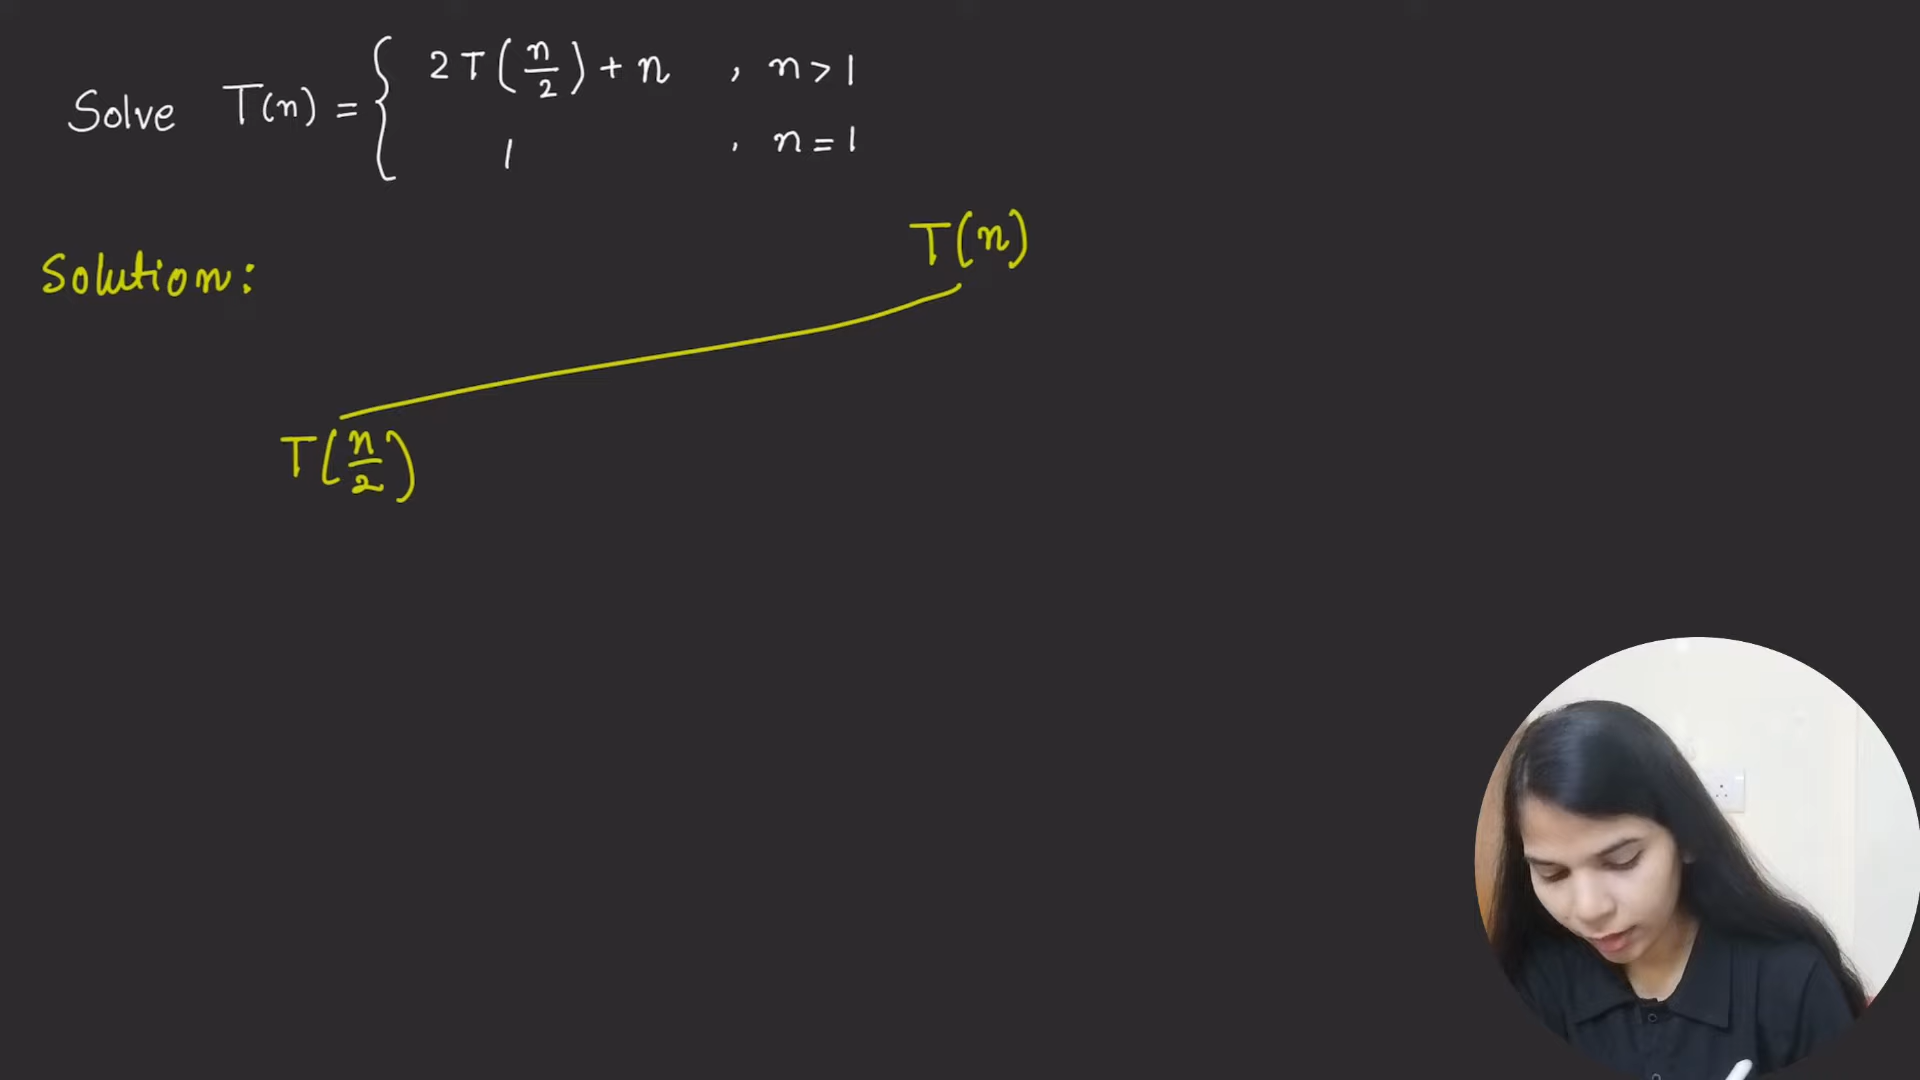 Solve T(n) = { 2T(n/2) + n , n > 1
1 , n = 1
T(n)
Solution:
T(n/2)